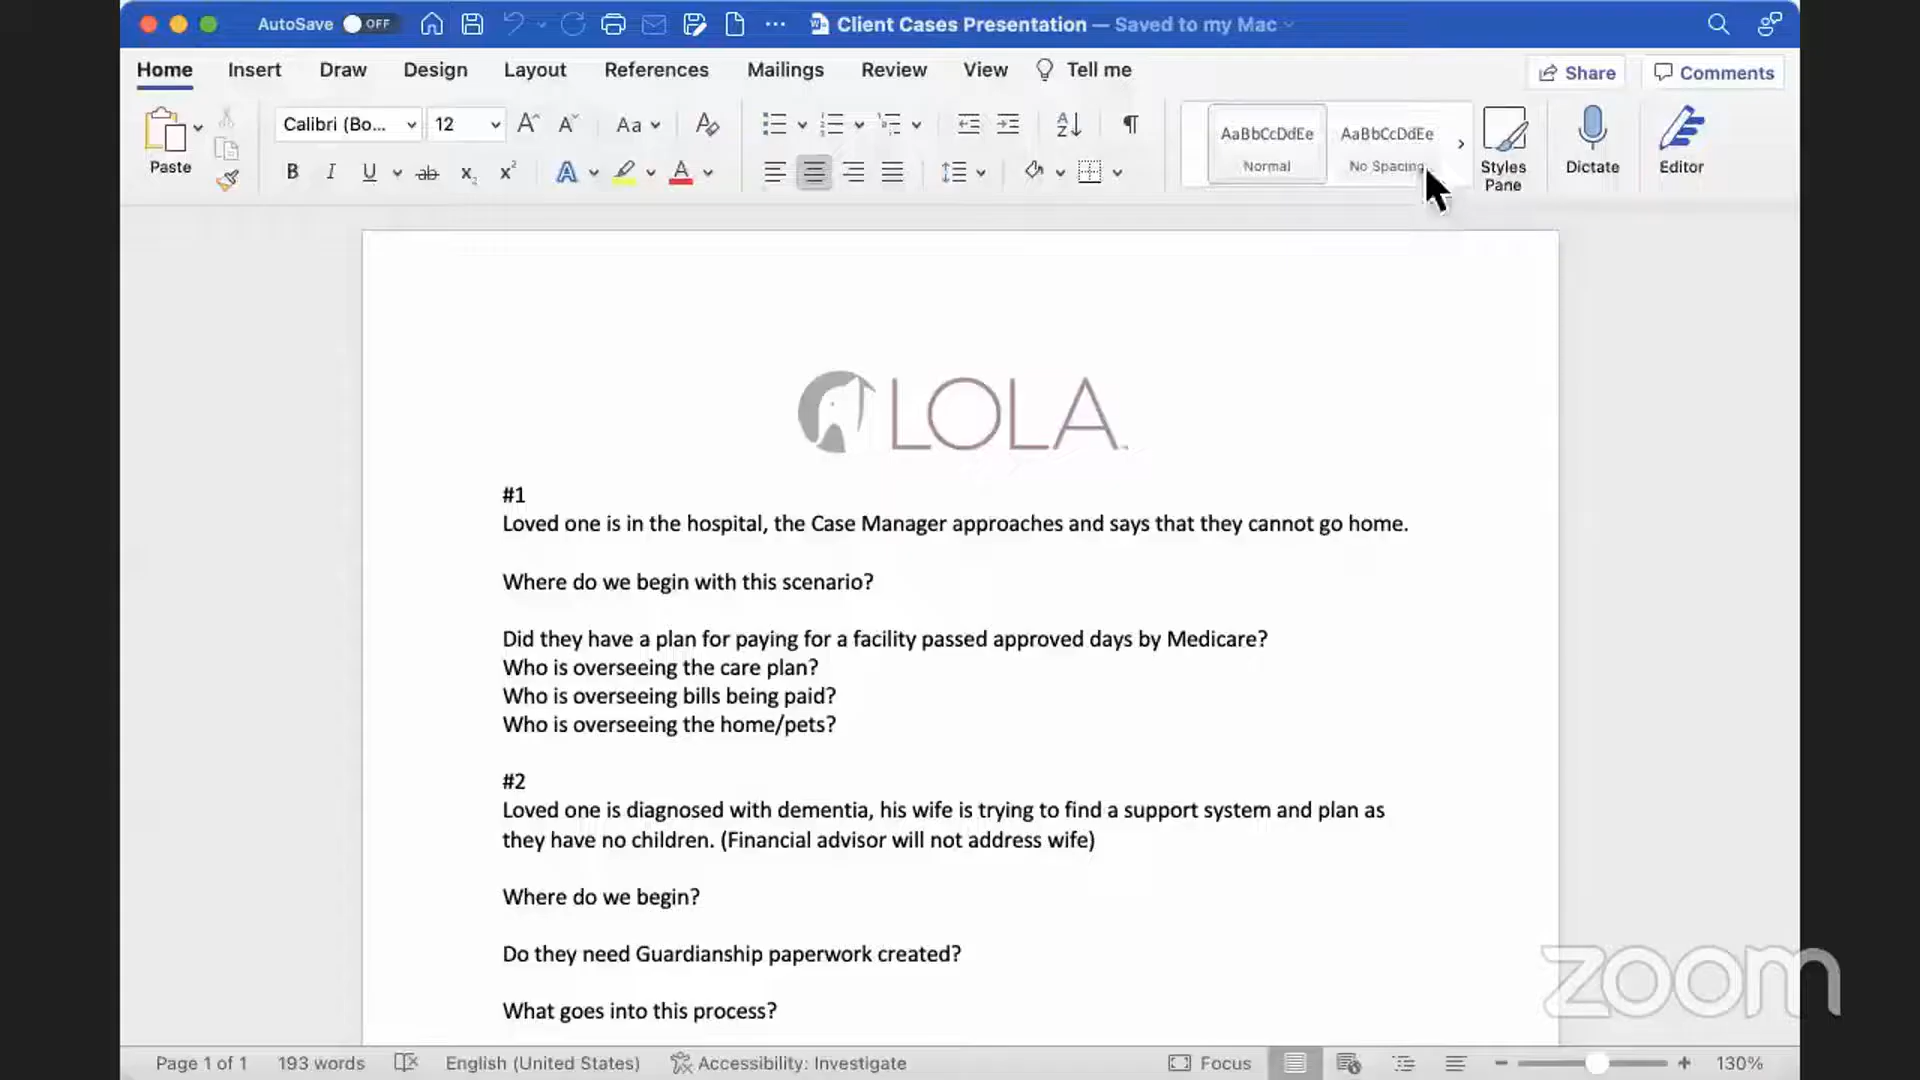 AutoSave OFF Client Cases Presentation — Saved to my Mac
Home Insert Draw Design Layout References Mailings Review View Tell me Share Comments
Paste Calibri (Bo... 12 Aa AaBbCcDdEe Normal AaBbCcDdEe No Spacing Styles Pane Dictate Editor
LOLA
#1
Loved one is in the hospital, the Case Manager approaches and says that they cannot go home.
Where do we begin with this scenario?
Did they have a plan for paying for a facility passed approved days by Medicare?
Who is overseeing the care plan?
Who is overseeing bills being paid?
Who is overseeing the home/pets?
#2
Loved one is diagnosed with dementia, his wife is trying to find a support system and plan as
they have no children. (Financial advisor will not address wife)
Where do we begin?
Do they need Guardianship paperwork created?
What goes into this process?
zoom
Page 1 of 1 193 words English (United States) Accessibility: Investigate Focus 130%